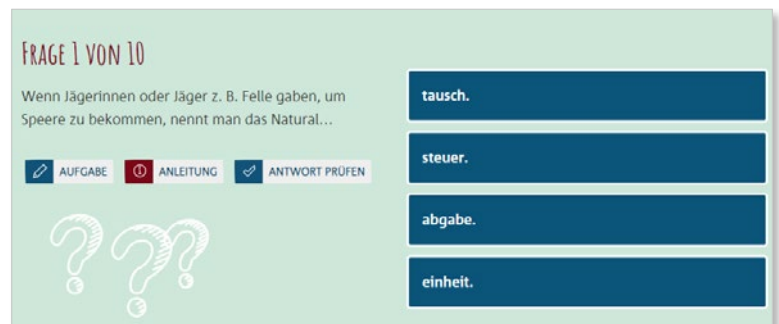 Frage 1 von 10
Wenn Jägerinnen oder Jäger z. B. Felle gaben, um
Speere zu bekommen, nennt man das Natural...
AUFGABE ANLEITUNG ANTWORT PRÜFEN
tausch.
steuer.
abgabe.
einheit.